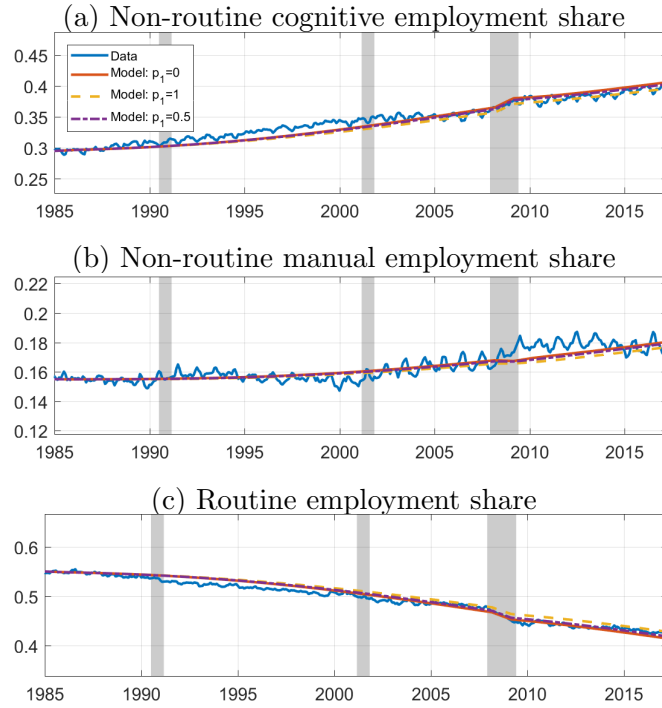 (a) Non-routine cognitive employment share
0.45
0.4
0.35
0.3
0.25
Data
Model: p₁=0
Model: p₁=1
Model: p₁=0.5
1985 1990 1995 2000 2005 2010 2015
(b) Non-routine manual employment share
0.22
0.2
0.18
0.16
0.14
0.12
1985 1990 1995 2000 2005 2010 2015
(c) Routine employment share
0.6
0.5
0.4
1985 1990 1995 2000 2005 2010 2015